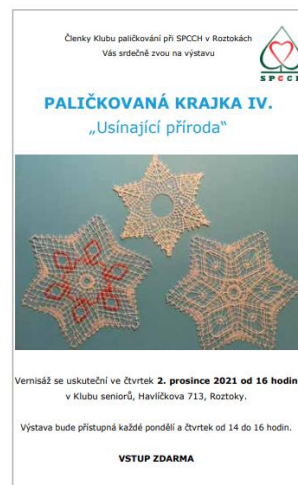 Členky Klubu paličkování při SPCCH v Roztokách
Vás srdečně zvou na výstavu
SPCCH
PALIČKOVANÁ KRAJKA IV.
„Usínající příroda“
Vernisáž se uskuteční ve čtvrtek 2. prosince 2021 od 16 hodin
v Klubu seniorů, Havlíčkova 713, Roztoky.
Výstava bude přístupná každé pondělí a čtvrtek od 14 do 16 hodin.
VSTUP ZDARMA